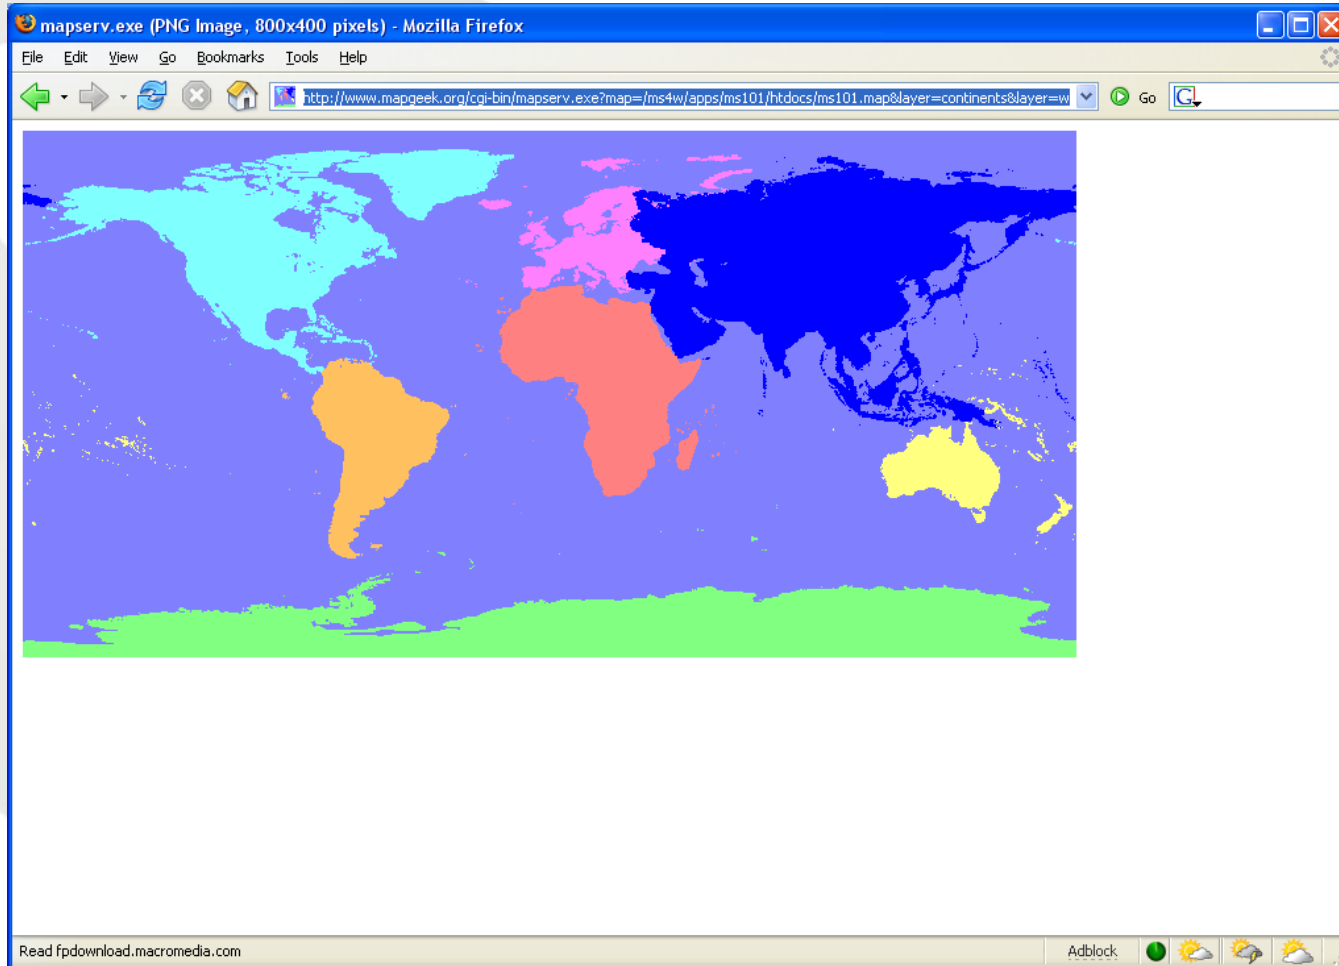 mapserv.exe (PNG Image, 800x400 pixels) - Mozilla Firefox
File Edit View Go Bookmarks Tools Help
http://www.mapgeek.org/cgi-bin/mapserv.exe?map=/ms4w/apps/ms101/htdocs/ms101.map&layer=continents&layer=w Go G
Read fpdownload.macromedia.com Adblock